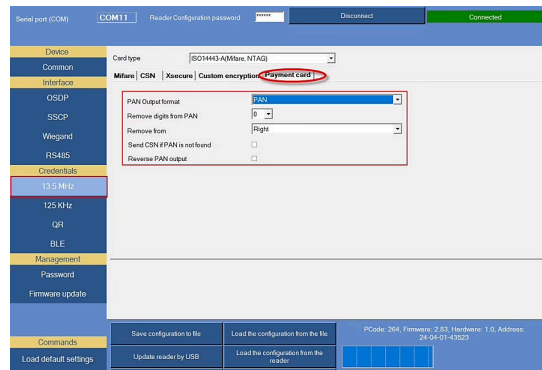 Seriel port (COM) COM11 Reader Configuration password ****** Disconnect Connected
Device
Common
Interface
OSDP
SSCP
Wiegand
RS485
Credentials
13.5 MHz
125 KHz
QR
BLE
Management
Password
Firmware update
Commands
Load default settings
Card type ISO14443-A(Mifare, NTAG)
Mifare CSN Xsecure Custom encryption Payment card
PAN Output format PAN
Remove digits from PAN 0
Remove from Right
Send CSN if PAN is not found
Reverse PAN output
Save configuration to file Load the configuration from the file
Update reader by USB Load the configuration from the
reader
PCode: 264, Firmwere: 2.83, Herdwere: 1.0, Address:
24-04-01-43523